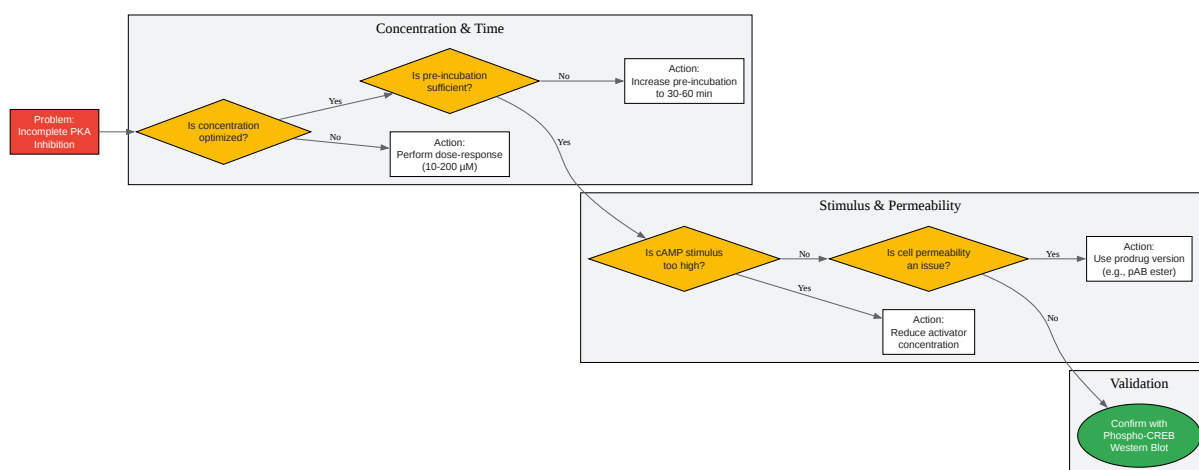 Concentration & Time
Problem:
Incomplete PKA
Inhibition
Is concentration
optimized?
Yes
No
Is pre-incubation
sufficient?
No
Action:
Increase pre-incubation
to 30-60 min
Action:
Perform dose-response
(10-200 µM)
Yes
Stimulus & Permeability
Is cAMP stimulus
too high?
No
Yes
Is cell permeability
an issue?
Yes
Action:
Use prodrug version
(e.g., pAB ester)
Action:
Reduce activator
concentration
No
Validation
Confirm with
Phospho-CREB
Western Blot